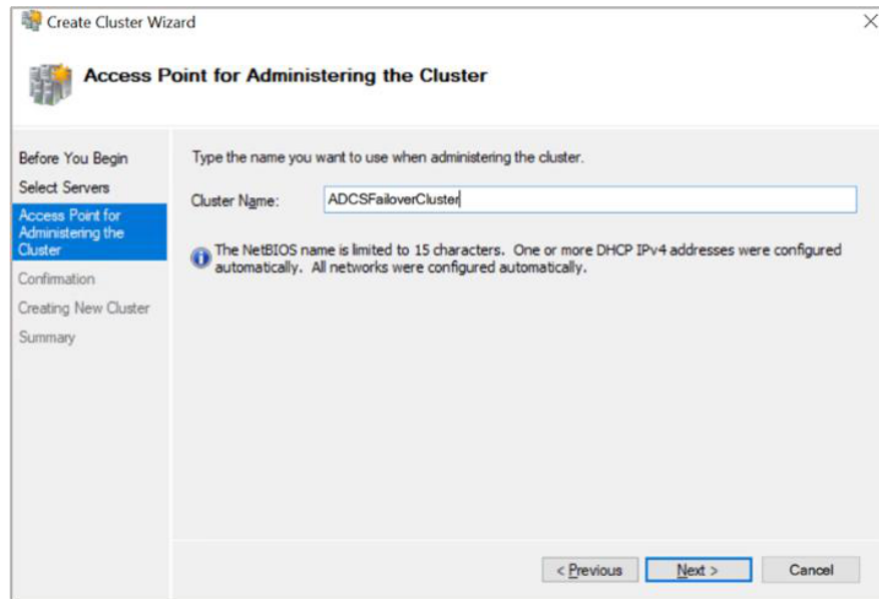 Create Cluster Wizard
Access Point for Administering the Cluster
Before You Begin
Select Servers
Access Point for
Administering the
Cluster
Confirmation
Creating New Cluster
Summary
Type the name you want to use when administering the cluster.
Cluster Name: ADCSFailoverCluster
The NetBIOS name is limited to 15 characters. One or more DHCP IPv4 addresses were configured
automatically. All networks were configured automatically.
< Previous Next > Cancel